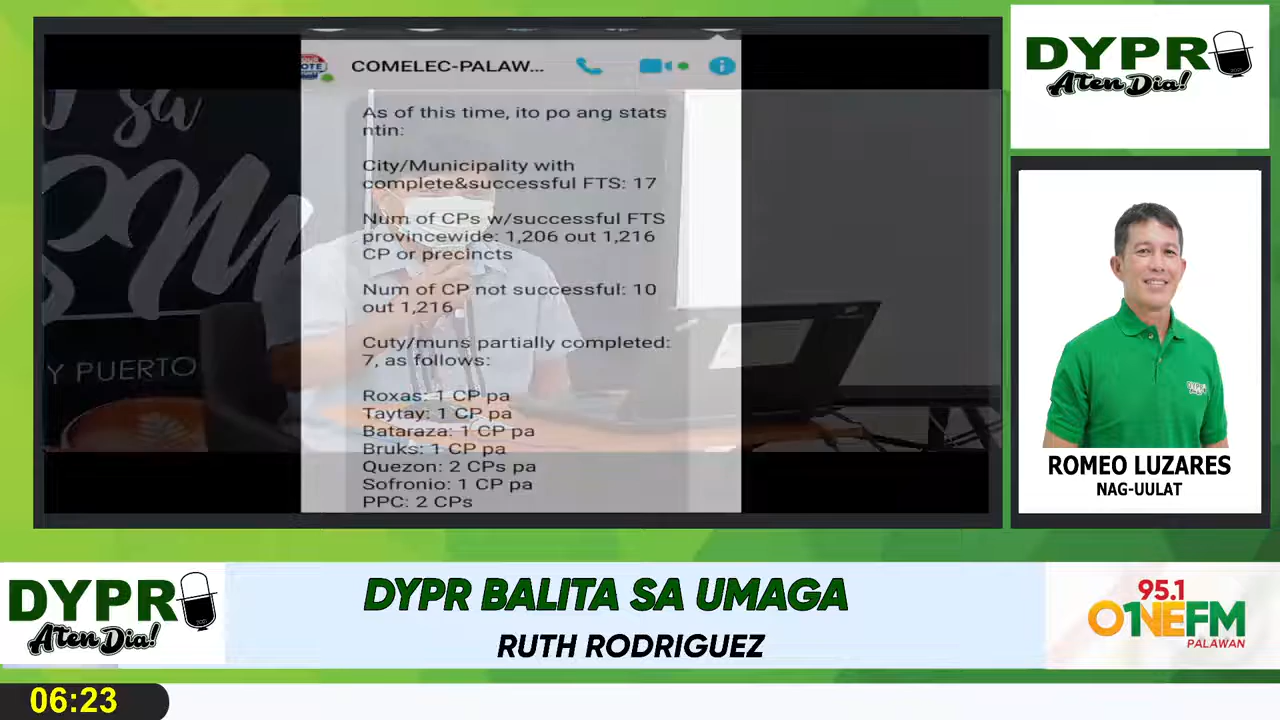 COMELEC-PALAW...
As of this time, ito po ang stats
ntin:
City/Municipality with
complete&successful FTS: 17
Num of CPs w/successful FTS
provincewide: 1,206 out 1,216
CP or precincts
Num of CP not successful: 10
out 1,216
Cuty/muns partially completed:
7, as follows:
Roxas: 1 CP pa
Taytay: 1 CP pa
Bataraza: 1 CP pa
Bruks: 1 CP pa
Quezon: 2 CPs pa
Sofronio: 1 CP pa
PPC: 2 CPs
sa
Y PUERTO
DYPR
Aten Dia!
ROMEO LUZARES
NAG-UULAT
DYPR
Aten Dia!
DYPR BALITA SA UMAGA
RUTH RODRIGUEZ
95.1
O1NEFM
PALAWAN
06:23